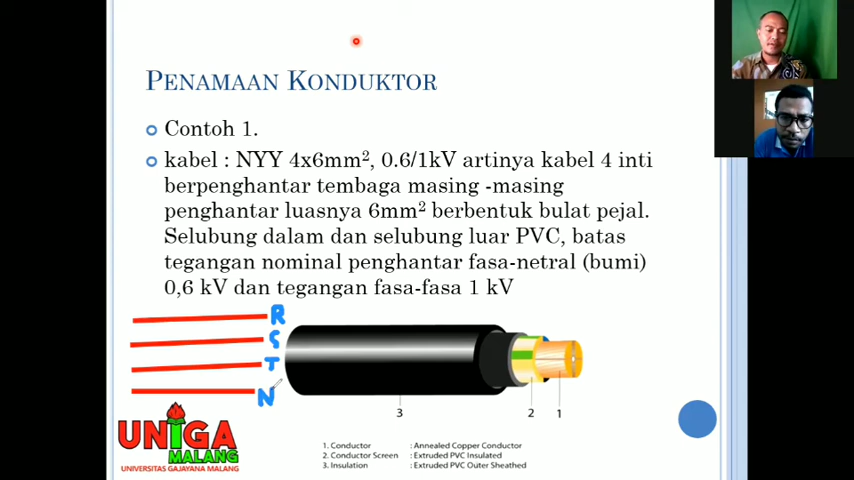 PENAMAAN KONDUKTOR
Contoh 1.
kabel : NYY 4x6mm², 0.6/1kV artinya kabel 4 inti
berpenghantar tembaga masing -masing
penghantar luasnya 6mm² berbentuk bulat pejal.
Selubung dalam dan selubung luar PVC, batas
tegangan nominal penghantar fasa-netral (bumi)
0,6 kV dan tegangan fasa-fasa 1 kV
R
S
T
N
3
2
1
UNIGA
MALANG
UNIVERSITAS GAJAYANA MALANG
1. Conductor : Annealed Copper Conductor
2. Conductor Screen : Extruded PVC Insulated
3. Insulation : Extruded PVC Outer Sheathed